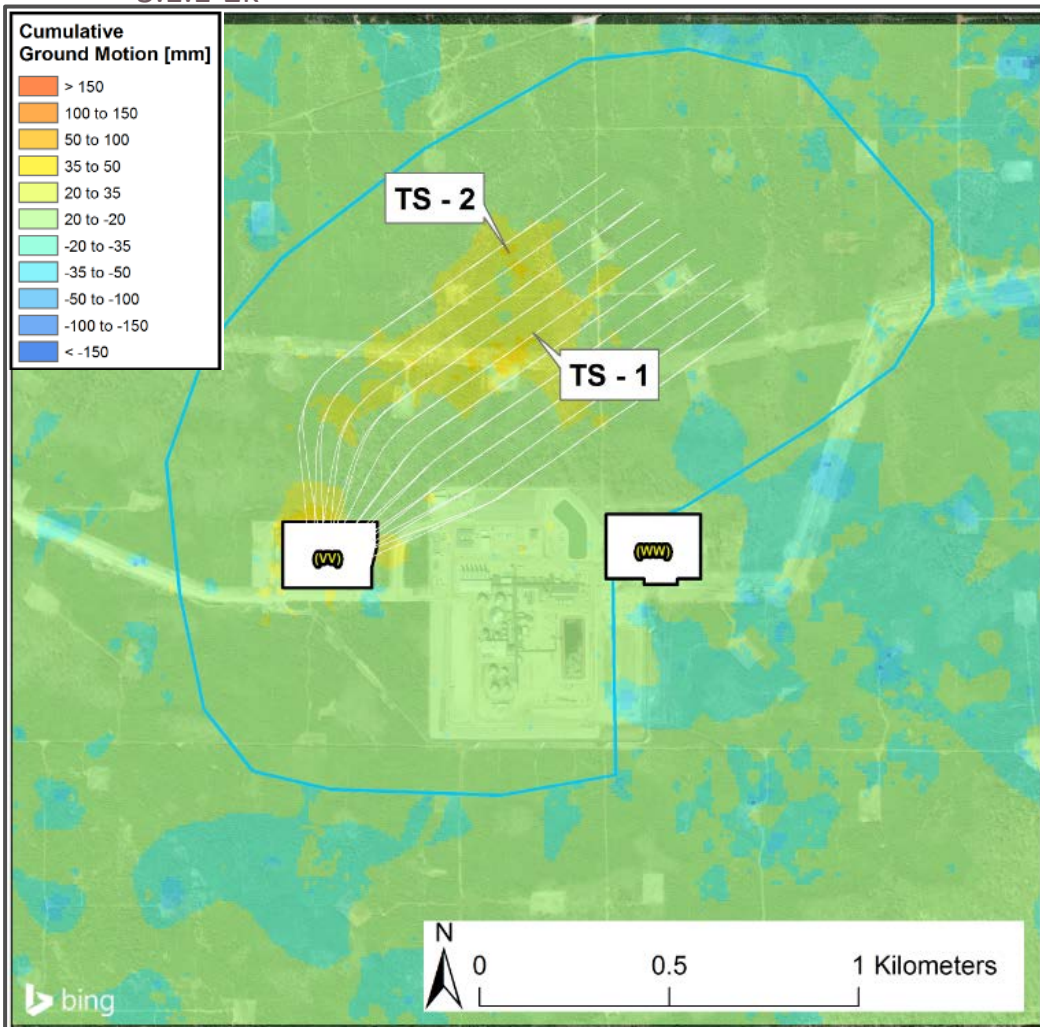 Cumulative
Ground Motion [mm]
> 150
100 to 150
50 to 100
35 to 50
20 to 35
20 to -20
-20 to -35
-35 to -50
-50 to -100
-100 to -150
< -150
TS - 2
TS - 1
(VV)
(WW)
N
0 0.5 1 Kilometers
bing